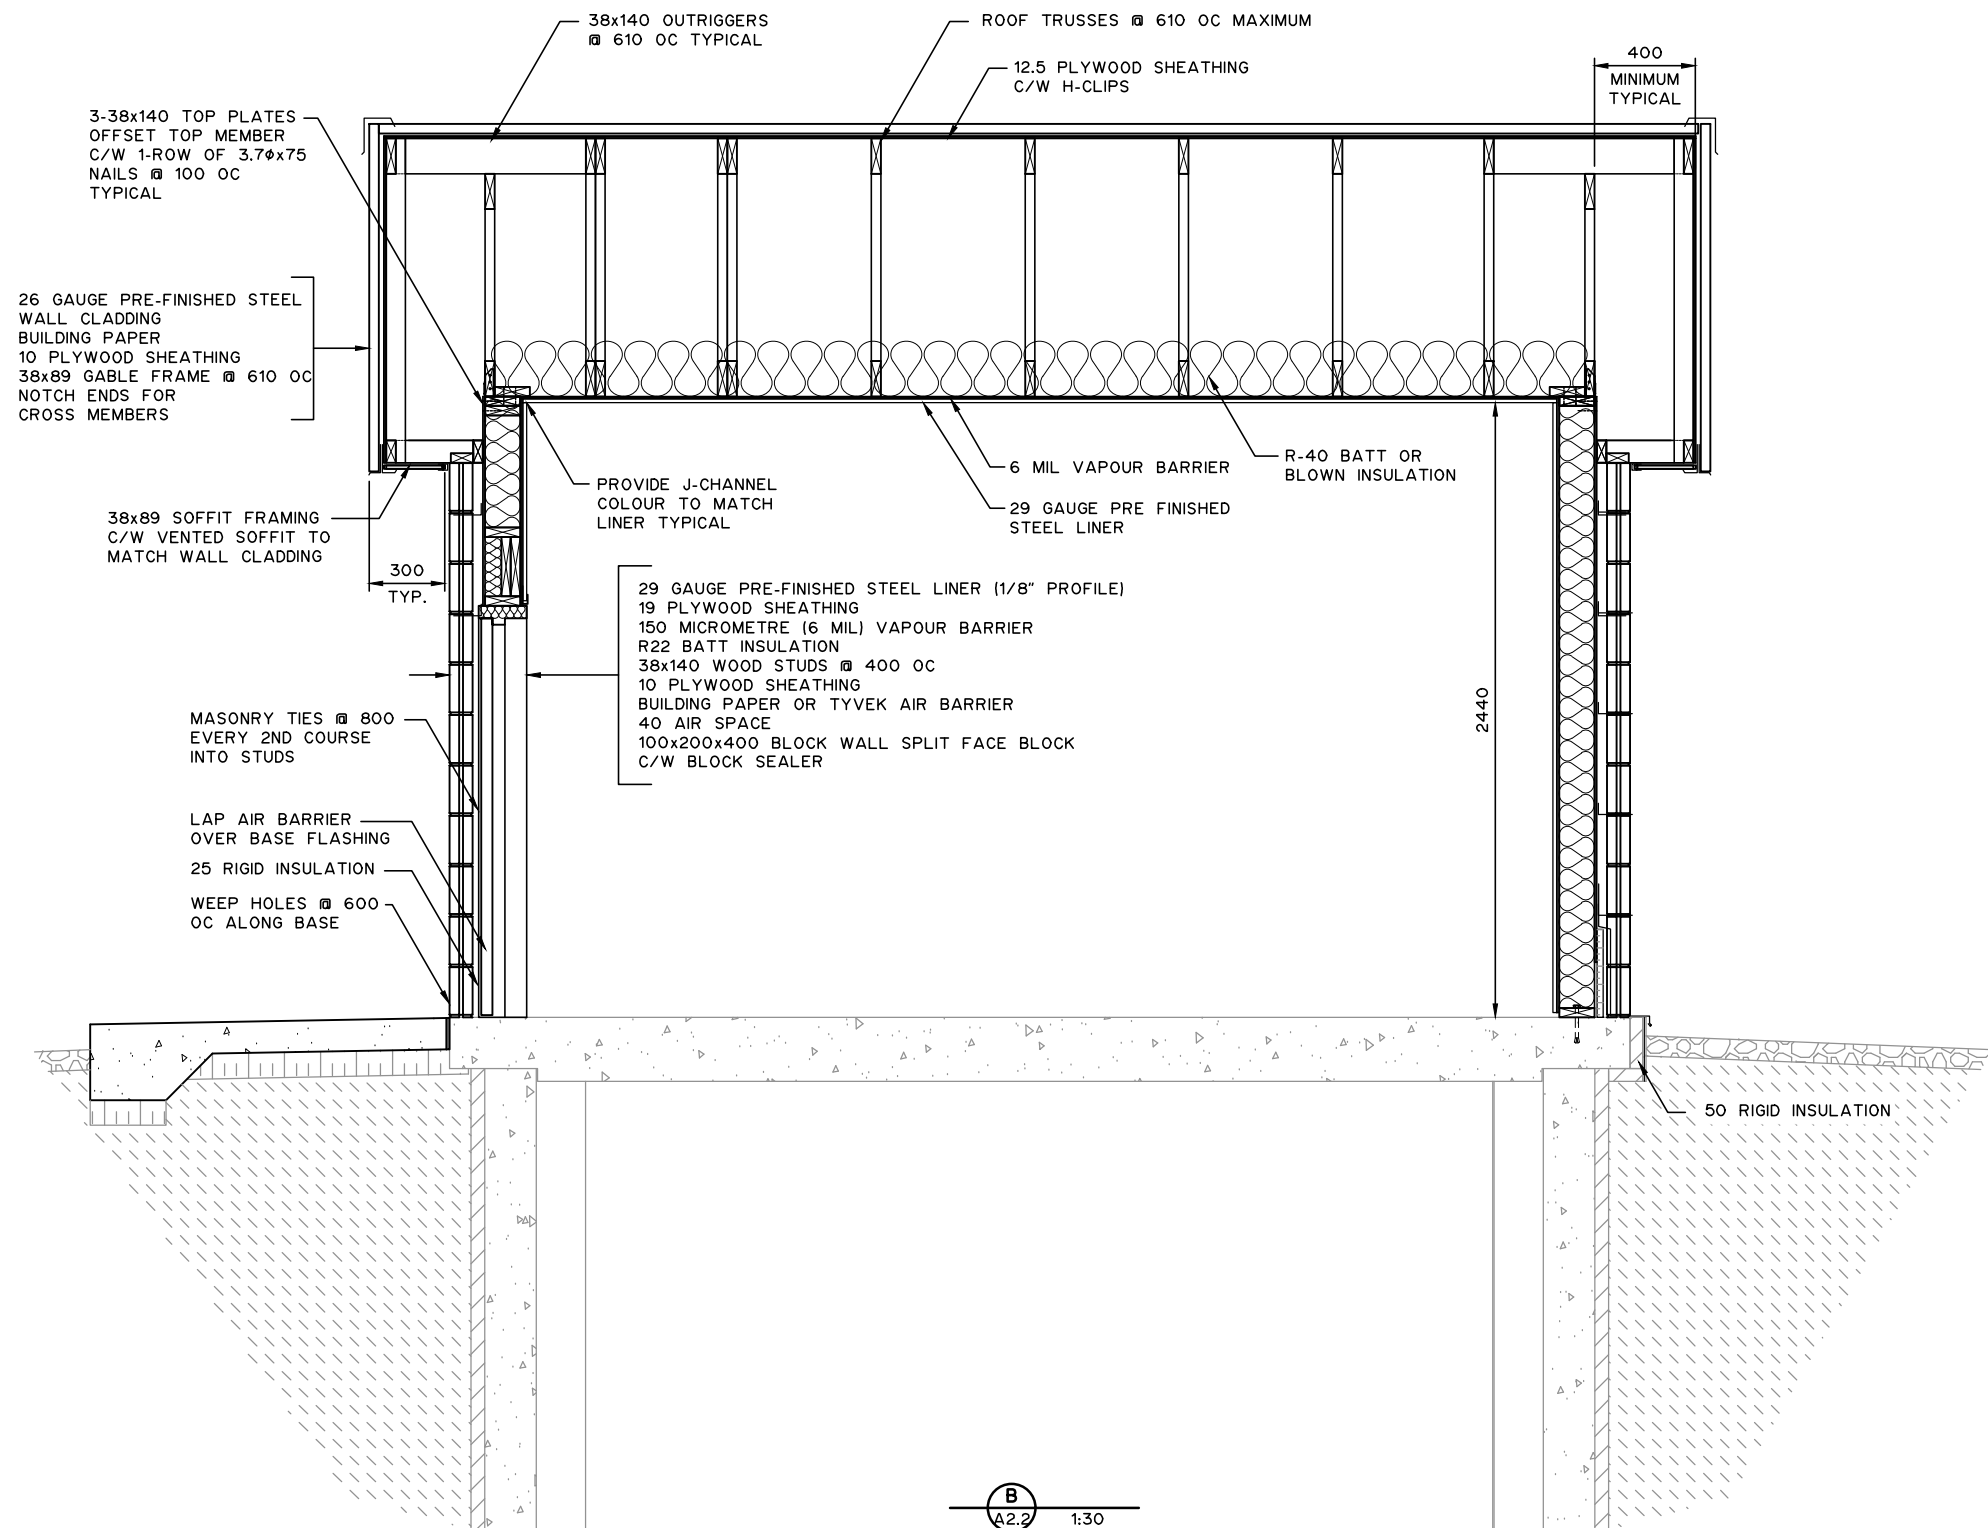 38x140 OUTRIGGERS
@ 610 OC TYPICAL
ROOF TRUSSES @ 610 OC MAXIMUM
12.5 PLYWOOD SHEATHING
C/W H-CLIPS
400
MINIMUM
TYPICAL
3-38x140 TOP PLATES
OFFSET TOP MEMBER
C/W 1-ROW OF 3.7øx75
NAILS @ 100 OC
TYPICAL
26 GAUGE PRE-FINISHED STEEL
WALL CLADDING
BUILDING PAPER
10 PLYWOOD SHEATHING
38x89 GABLE FRAME @ 610 OC
NOTCH ENDS FOR
CROSS MEMBERS
38x89 SOFFIT FRAMING
C/W VENTED SOFFIT TO
MATCH WALL CLADDING
300
TYP.
PROVIDE J-CHANNEL
COLOUR TO MATCH
LINER TYPICAL
6 MIL VAPOUR BARRIER
29 GAUGE PRE FINISHED
STEEL LINER
R-40 BATT OR
BLOWN INSULATION
29 GAUGE PRE-FINISHED STEEL LINER (1/8" PROFILE)
19 PLYWOOD SHEATHING
150 MICROMETRE (6 MIL) VAPOUR BARRIER
R22 BATT INSULATION
38x140 WOOD STUDS @ 400 OC
10 PLYWOOD SHEATHING
BUILDING PAPER OR TYVEK AIR BARRIER
40 AIR SPACE
100x200x400 BLOCK WALL SPLIT FACE BLOCK
C/W BLOCK SEALER
2440
MASONRY TIES @ 800
EVERY 2ND COURSE
INTO STUDS
LAP AIR BARRIER
OVER BASE FLASHING
25 RIGID INSULATION
WEEP HOLES @ 600
OC ALONG BASE
50 RIGID INSULATION
B
A2.2
1:30